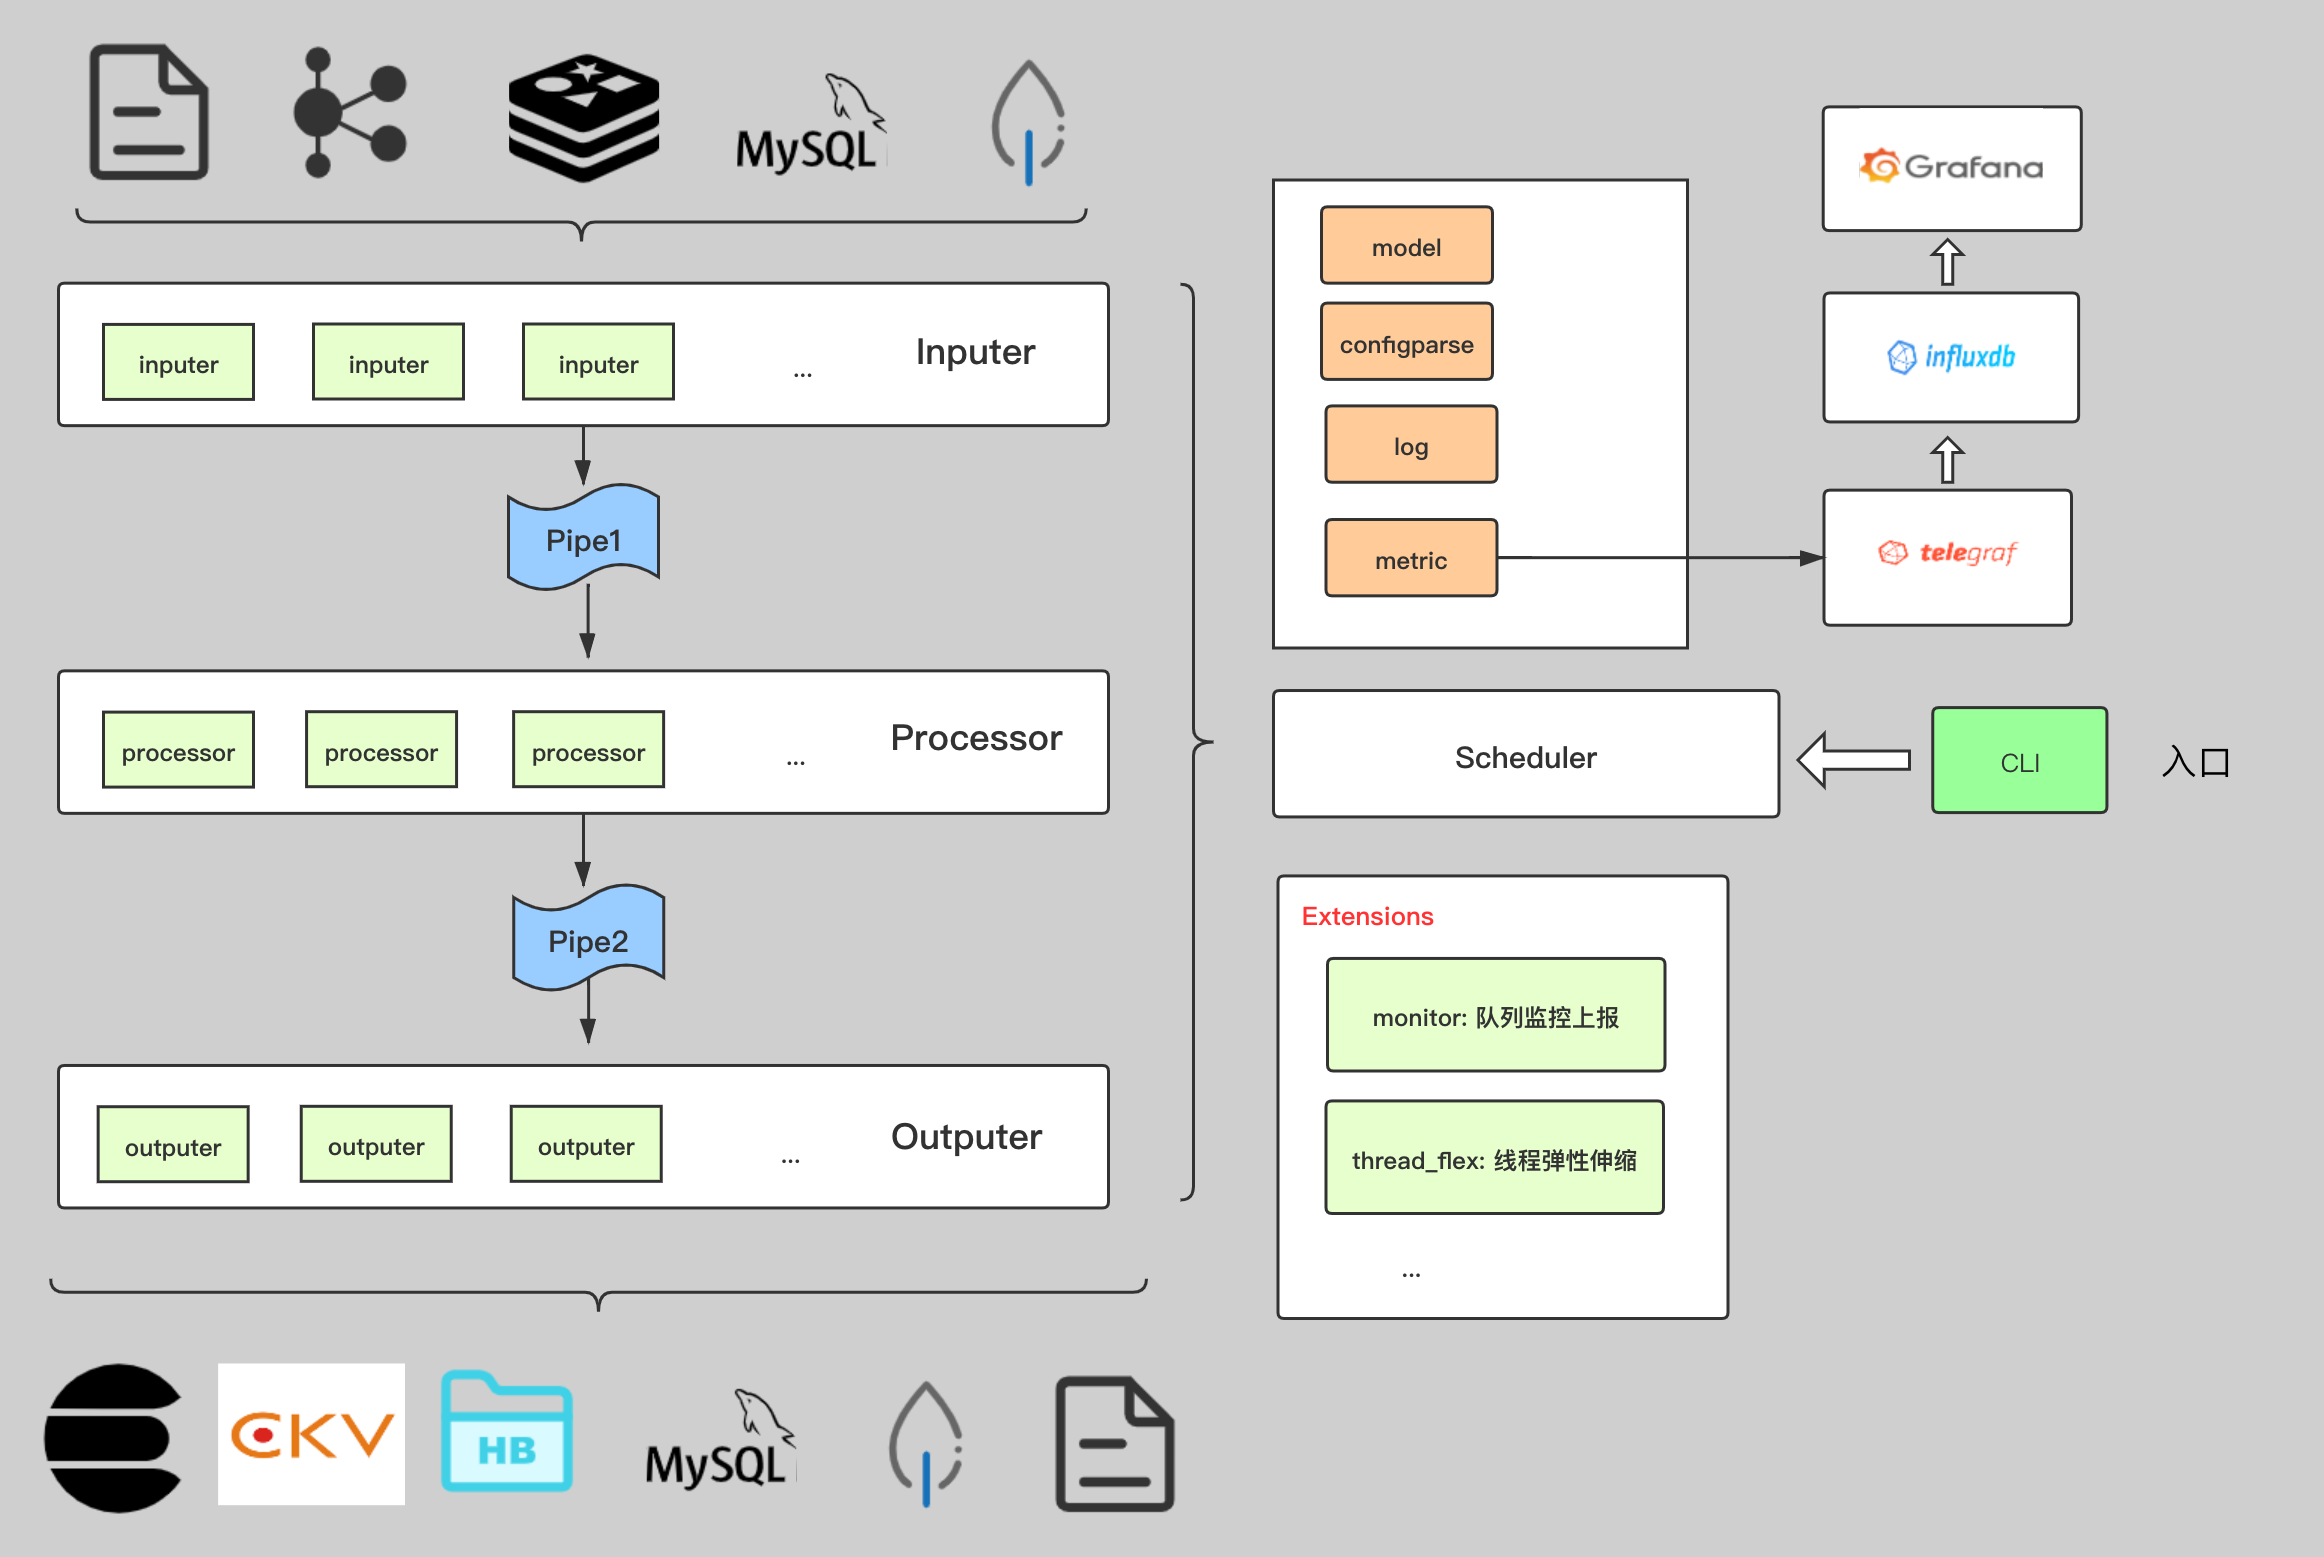 MySQL
inputer
inputer
inputer
...
Inputer
Pipe1
processor
processor
processor
...
Processor
Pipe2
outputer
outputer
outputer
...
Outputer
CKV
HB
MySQL
model
configparse
log
metric
Grafana
influxdb
telegraf
Scheduler
CLI
入口
Extensions
monitor: 队列监控上报
thread_flex: 线程弹性伸缩
...